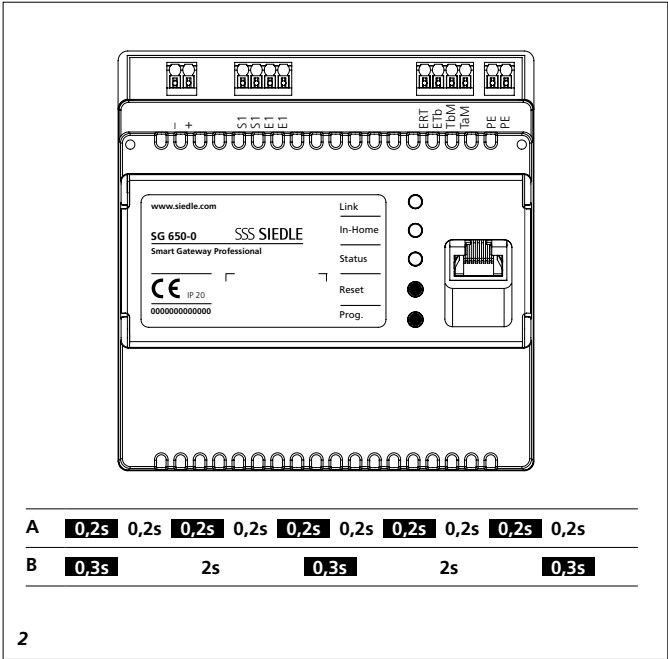 – + S1 S1 E1 E1 ERT ETb TbM TaM PE PE
www.siedle.com
SG 650-0 SSS SIEDLE
Smart Gateway Professional
CE IP 20
0000000000000
Link
In-Home
Status
Reset
Prog.
A 0,2s 0,2s 0,2s 0,2s 0,2s 0,2s 0,2s 0,2s 0,2s 0,2s
B 0,3s 2s 0,3s 2s 0,3s
2